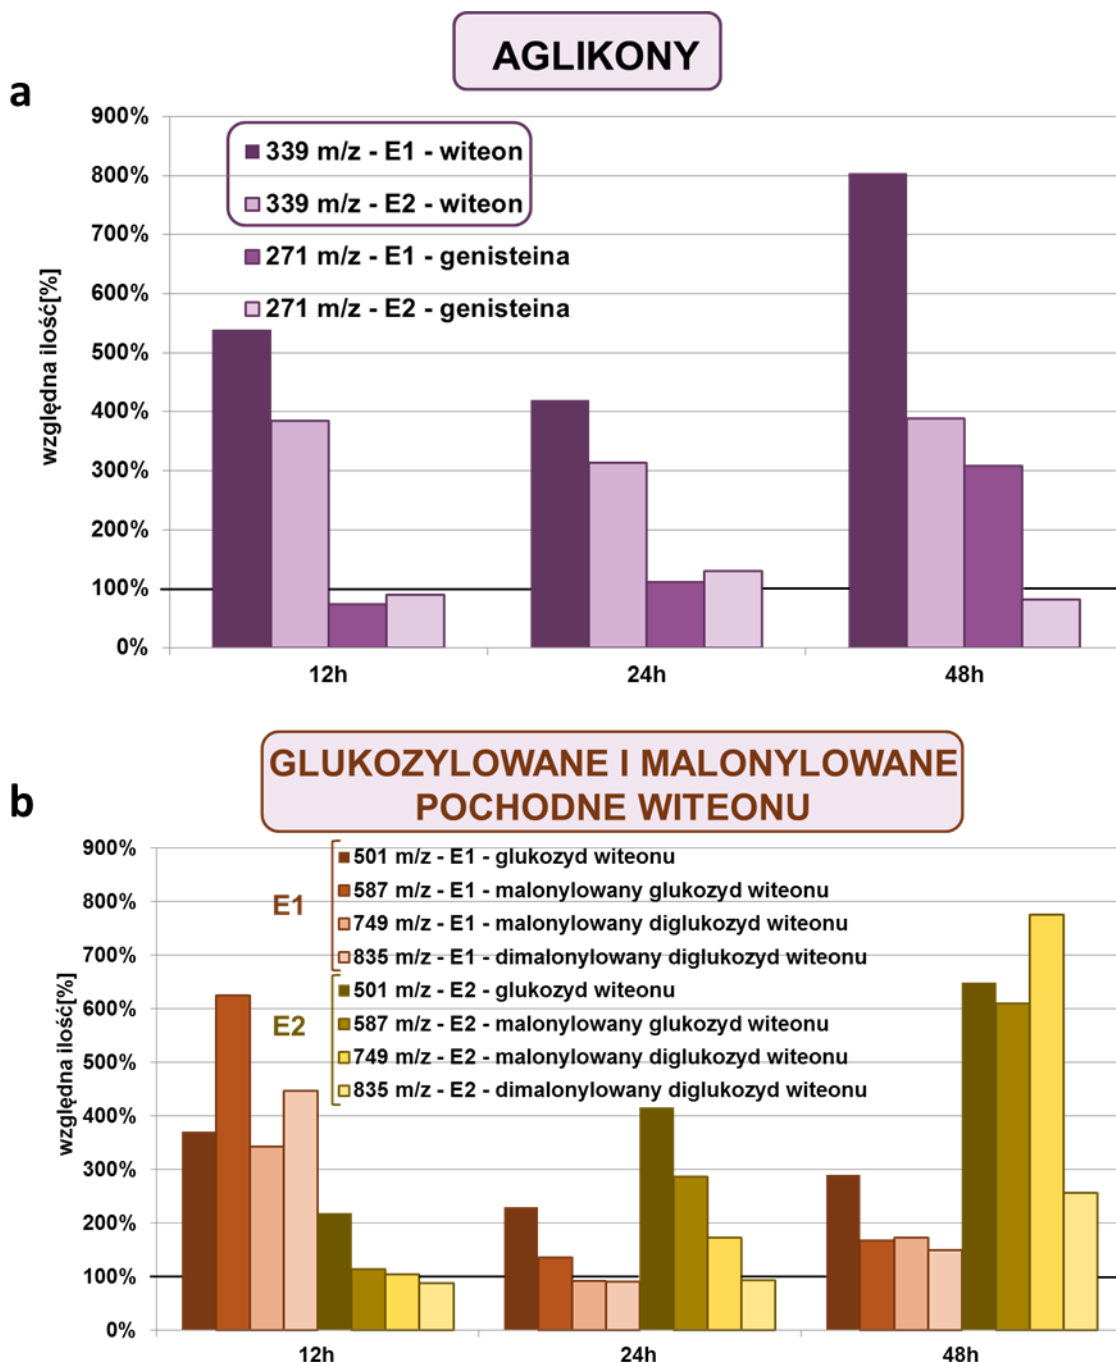 AGLIKONY
a
900%
800%
700%
600%
500%
400%
300%
200%
100%
0%
względna ilość[%]
339 m/z - E1 - witeon
339 m/z - E2 - witeon
271 m/z - E1 - genisteina
271 m/z - E2 - genisteina
12h
24h
48h
GLUKOZYLOWANE I MALONYLOWANE
POCHODNE WITEONU
b
900%
800%
700%
600%
500%
400%
300%
200%
100%
0%
względna ilość[%]
E1
501 m/z - E1 - glukozyd witeonu
587 m/z - E1 - malonylowany glukozyd witeonu
749 m/z - E1 - malonylowany diglukozyd witeonu
835 m/z - E1 - dimalonylowany diglukozyd witeonu
E2
501 m/z - E2 - glukozyd witeonu
587 m/z - E2 - malonylowany glukozyd witeonu
749 m/z - E2 - malonylowany diglukozyd witeonu
835 m/z - E2 - dimalonylowany diglukozyd witeonu
12h
24h
48h